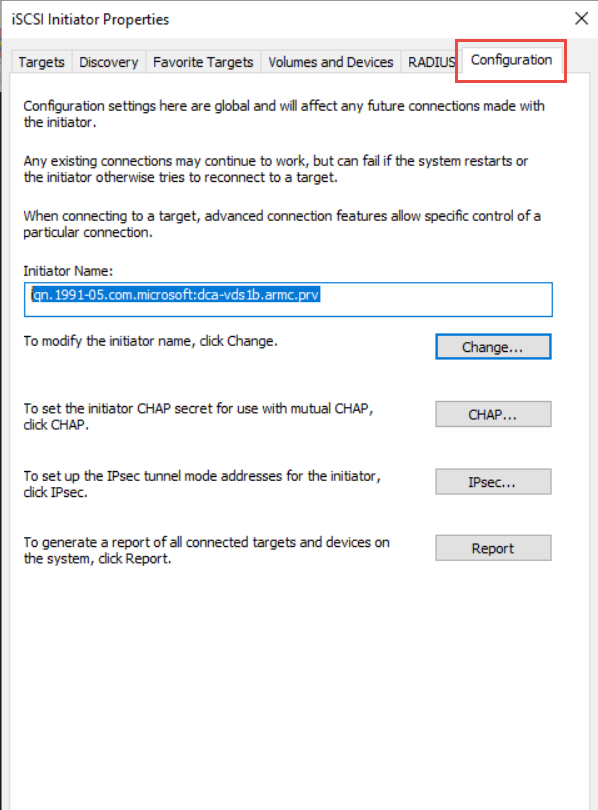 iSCSI Initiator Properties
Targets
Discovery
Favorite Targets
Volumes and Devices
RADIUS
Configuration
Configuration settings here are global and will affect any future connections made with
the initiator.
Any existing connections may continue to work, but can fail if the system restarts or
the initiator otherwise tries to reconnect to a target.
When connecting to a target, advanced connection features allow specific control of a
particular connection.
Initiator Name:
iqn.1991-05.com.microsoft:dca-vds1b.armc.prv
To modify the initiator name, click Change.
Change...
To set the initiator CHAP secret for use with mutual CHAP,
click CHAP.
CHAP...
To set up the IPsec tunnel mode addresses for the initiator,
click IPsec.
IPsec...
To generate a report of all connected targets and devices on
the system, click Report.
Report